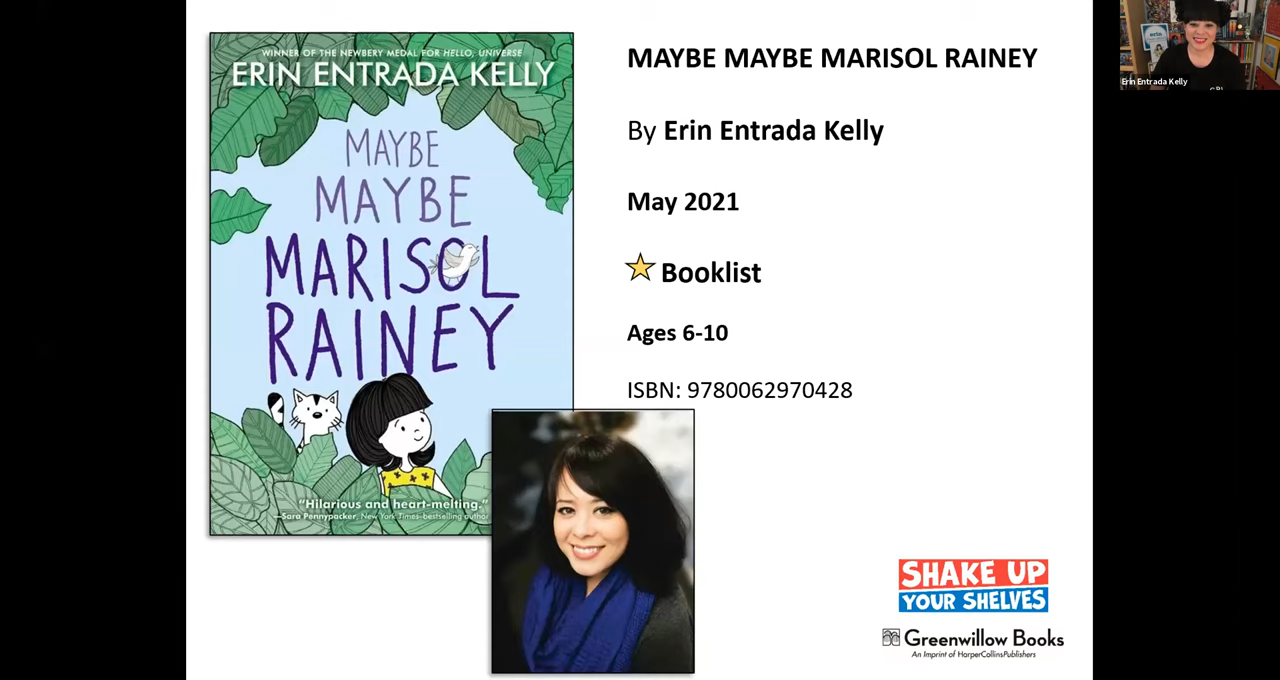 WINNER OF THE NEWBERY MEDAL FOR HELLO, UNIVERSE
ERIN ENTRADA KELLY
MAYBE
MAYBE
MARISOL
RAINEY
"Hilarious and heart-melting."
—Sara Pennypacker, New York Times-bestselling author
MAYBE MAYBE MARISOL RAINEY
By Erin Entrada Kelly
May 2021
Booklist
Ages 6-10
ISBN: 9780062970428
SHAKE UP
YOUR SHELVES
Greenwillow Books
An Imprint of HarperCollinsPublishers
Erin Entrada Kelly